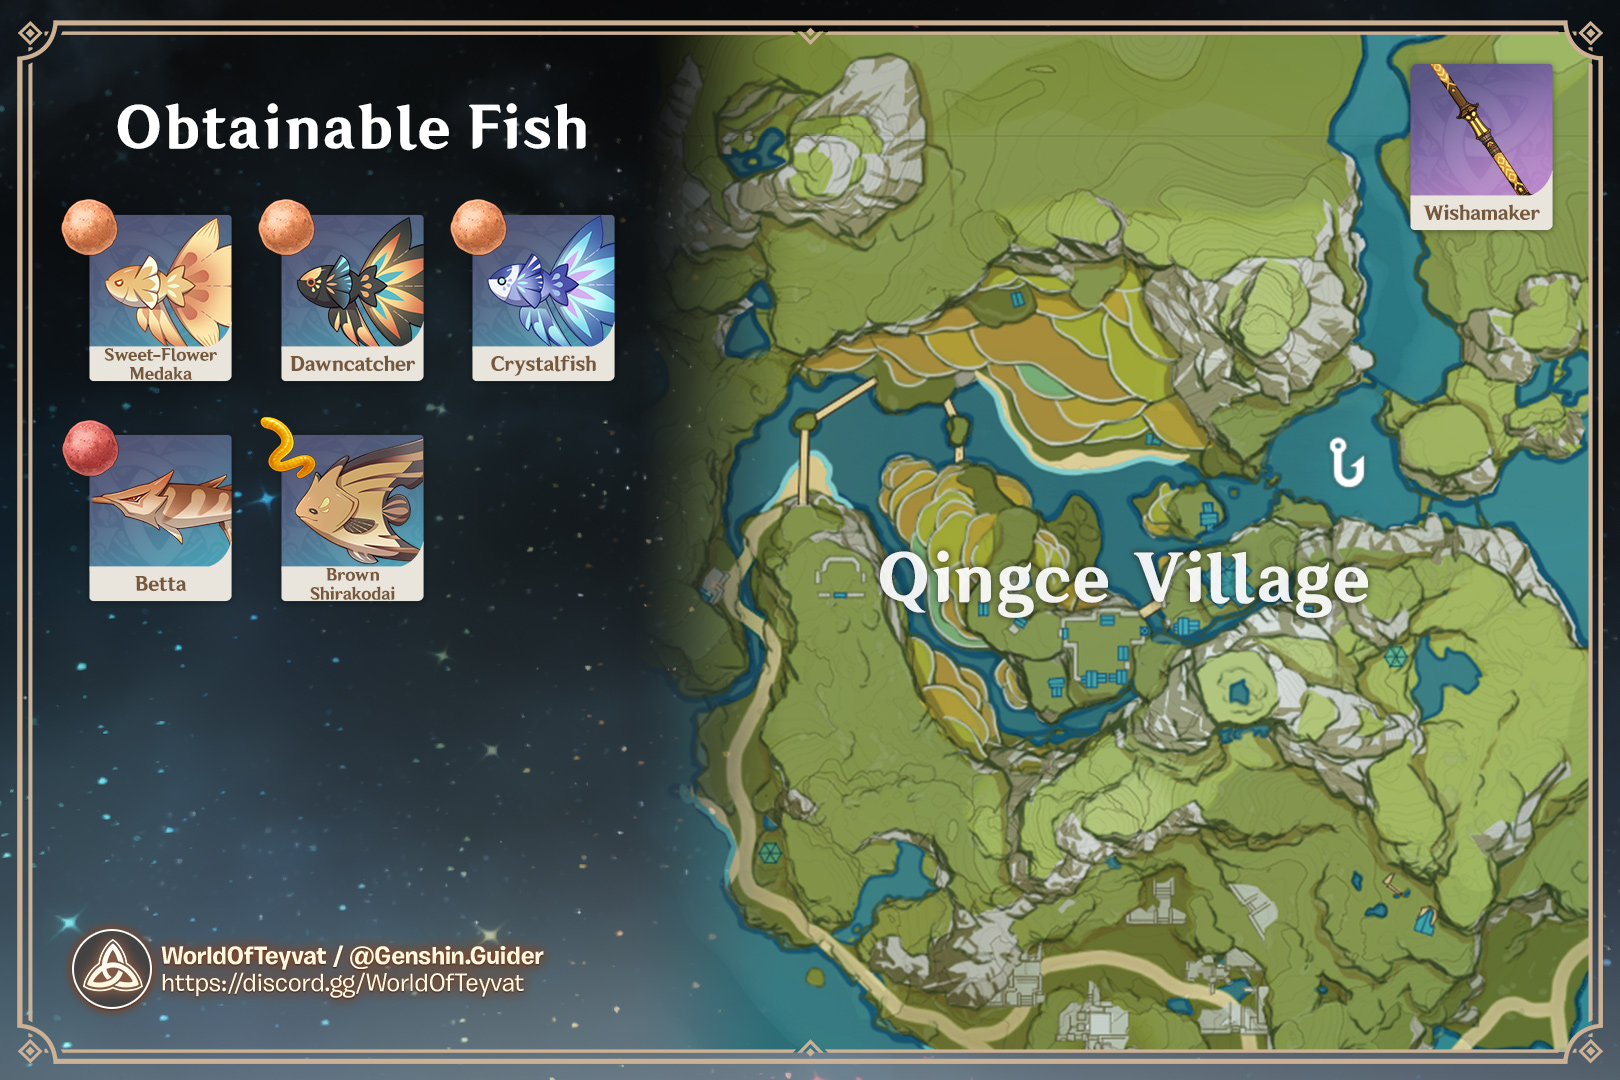 Obtainable Fish
Wishamaker
Sweet-Flower
Medaka
Dawncatcher
Crystalfish
Betta
Brown
Shirakodai
Qingce Village
WorldOfTeyvat / @Genshin.Guider
https://discord.gg/WorldOfTeyvat